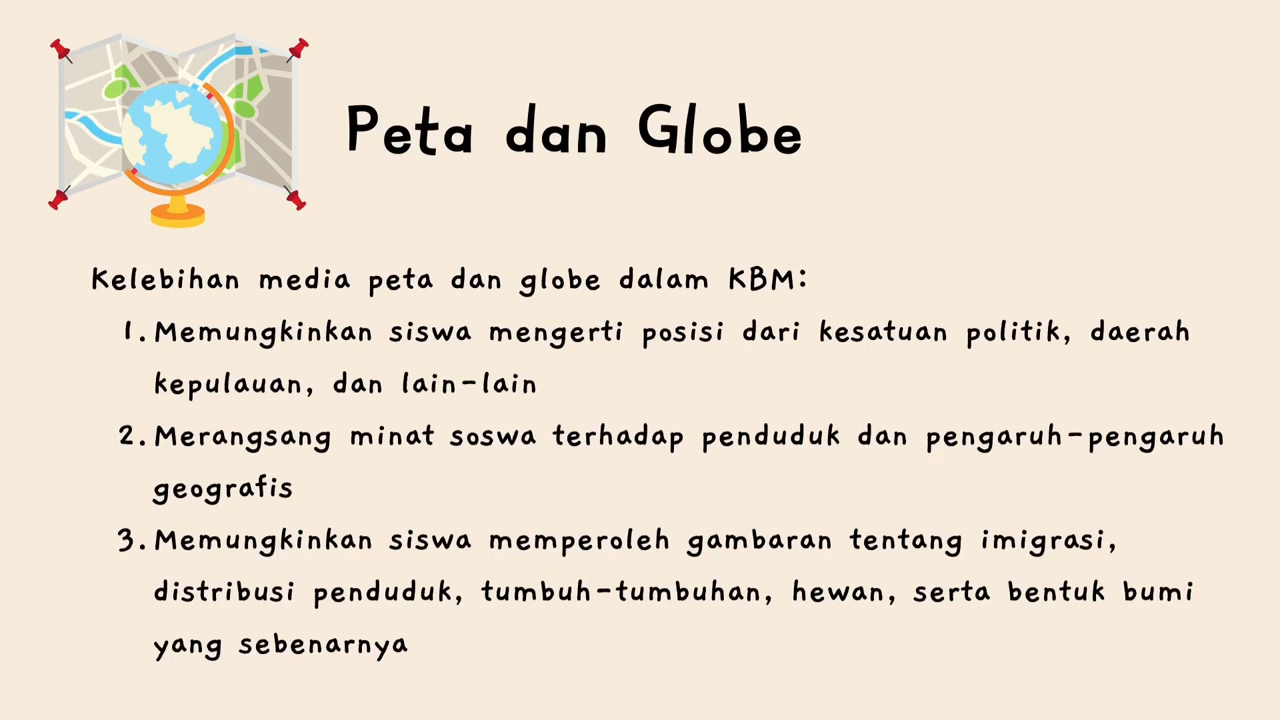 Peta dan Globe
Kelebihan media peta dan globe dalam KBM:
1. Memungkinkan siswa mengerti posisi dari kesatuan politik, daerah
kepulauan, dan lain-lain
2. Merangsang minat soswa terhadap penduduk dan pengaruh-pengaruh
geografis
3. Memungkinkan siswa memperoleh gambaran tentang imigrasi,
distribusi penduduk, tumbuh-tumbuhan, hewan, serta bentuk bumi
yang sebenarnya